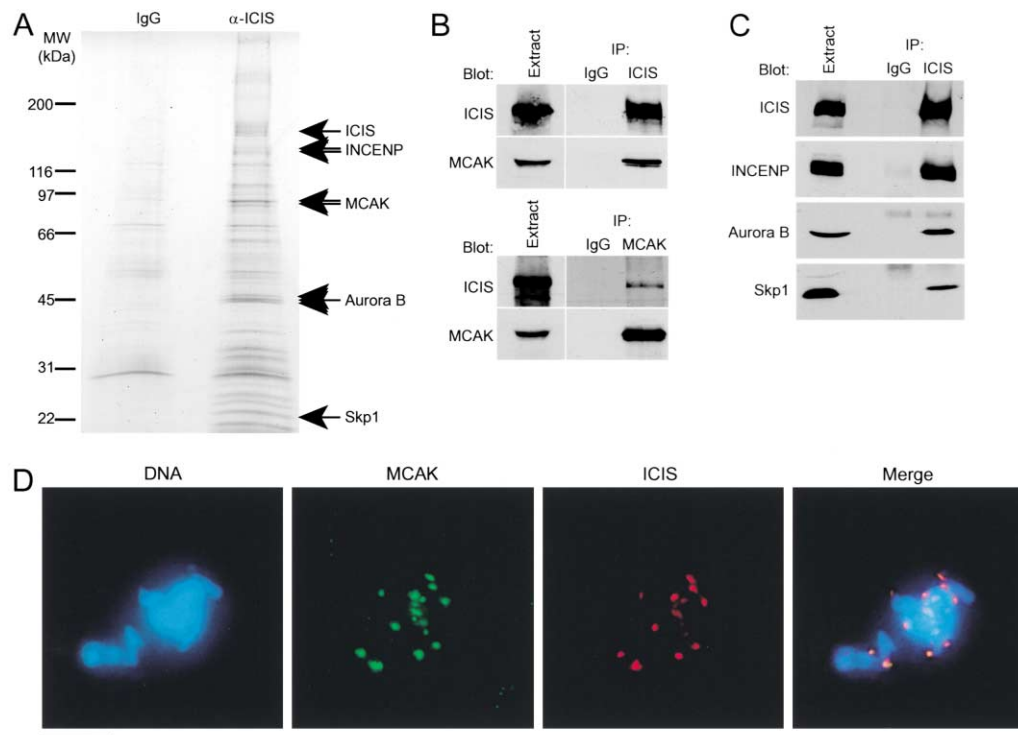 A
IgG
α-ICIS
MW
(kDa)
200
116
97
66
45
31
22
ICIS
INCENP
MCAK
Aurora B
Skp1
B
Extract
IP:
Blot:
IgG
ICIS
ICIS
MCAK
Extract
IP:
Blot:
IgG
MCAK
ICIS
MCAK
C
Extract
IP:
Blot:
IgG
ICIS
ICIS
INCENP
Aurora B
Skp1
D
DNA
MCAK
ICIS
Merge